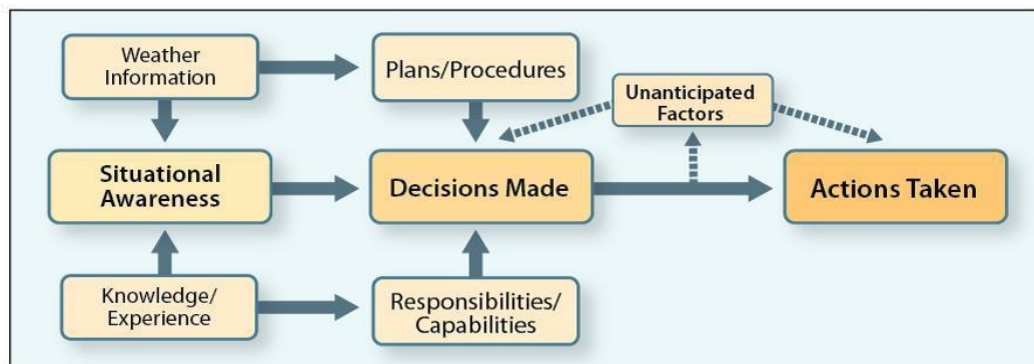 Weather
Information
Plans/Procedures
Unanticipated
Factors
Situational
Awareness
Decisions Made
Actions Taken
Knowledge/
Experience
Responsibilities/
Capabilities